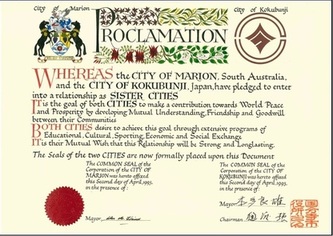 City of Marion
City of Kokubunji
PROCLAMATION
WHEREAS the CITY OF MARION, South Australia,
and the CITY OF KOKUBUNJI, Japan, have pledged to enter
into a relationship as SISTER CITIES
It is the goal of both CITIES to make a contribution towards World Peace
and Prosperity by developing Mutual Understanding, Friendship and Goodwill
between their Communities
BOTH CITIES desire to achieve this goal through extensive programs of
Educational, Cultural, Sporting, Economic and Social Exchange
It is their Mutual Wish that this Relationship will be Strong and Longlasting.
The Seals of the two CITIES are now formally placed upon this Document
The COMMON SEAL of the
Corporation of the CITY OF
MARION was hereto affixed
this Second day of April, 1993.
in the presence of:
Mayor
The COMMON SEAL of the
Corporation of the CITY OF
KOKUBUNJI was hereto affixed
this Second day of April, 1993.
in the presence of:
Mayor
Chairman